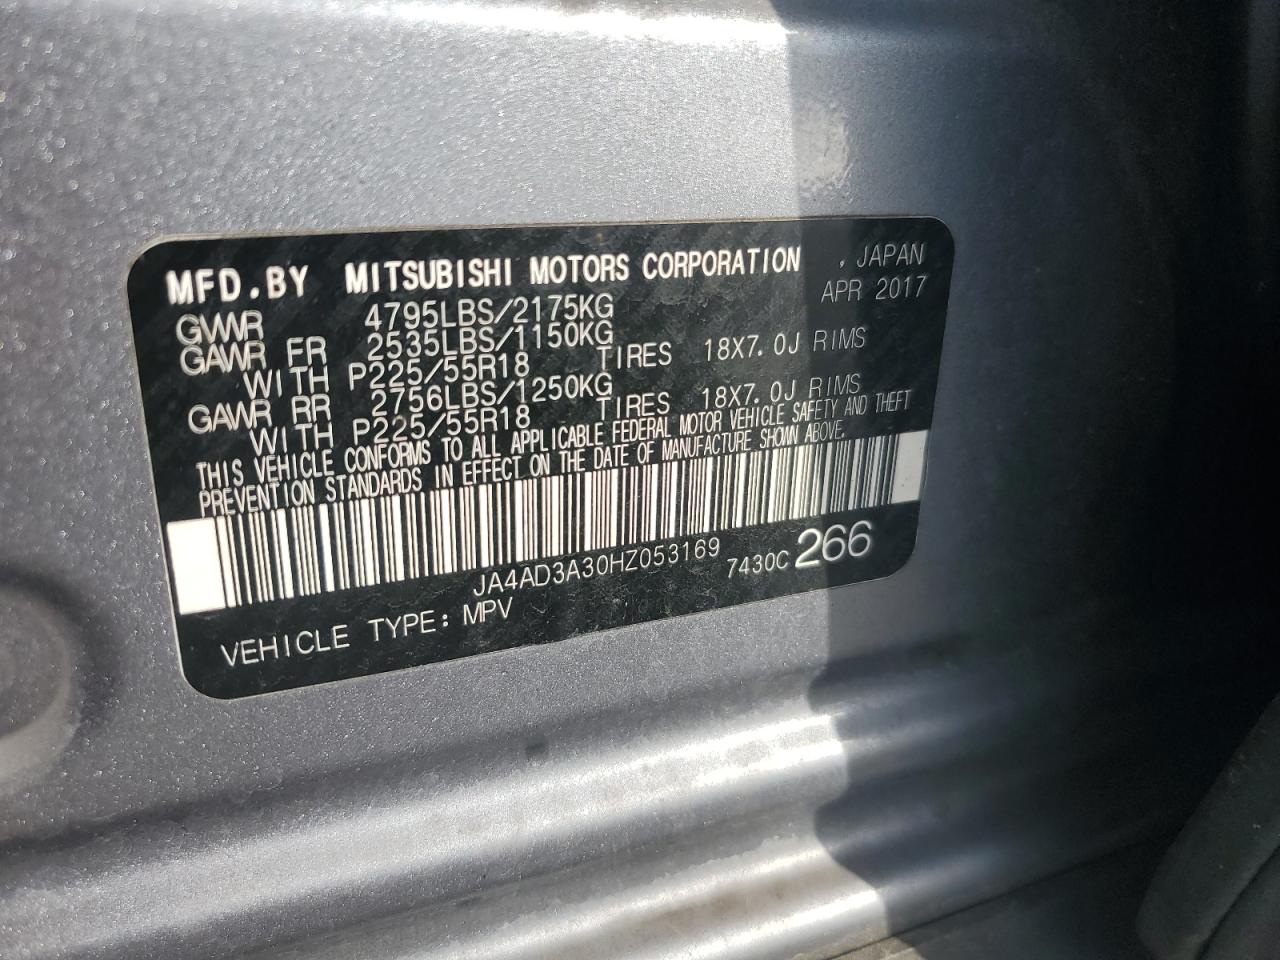 MFD.BY MITSUBISHI MOTORS CORPORATION , JAPAN
GVWR 4795LBS/2175KG APR 2017
GAWR FR 2535LBS/1150KG
WITH P225/55R18 TIRES 18X7.0J RIMS
GAWR RR 2756LBS/1250KG
WITH P225/55R18 TIRES 18X7.0J RIMS
THIS VEHICLE CONFORMS TO ALL APPLICABLE FEDERAL MOTOR VEHICLE SAFETY AND THEFT
PREVENTION STANDARDS IN EFFECT ON THE DATE OF MANUFACTURE SHOWN ABOVE.
JA4AD3A30HZ053169 7430C 266
VEHICLE TYPE: MPV